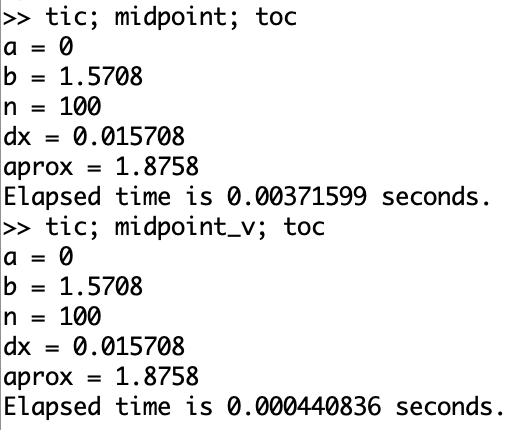 >> tic; midpoint; toc
a = 0
b = 1.5708
n = 100
dx = 0.015708
aprox = 1.8758
Elapsed time is 0.00371599 seconds.
>> tic; midpoint_v; toc
a = 0
b = 1.5708
n = 100
dx = 0.015708
aprox = 1.8758
Elapsed time is 0.000440836 seconds.